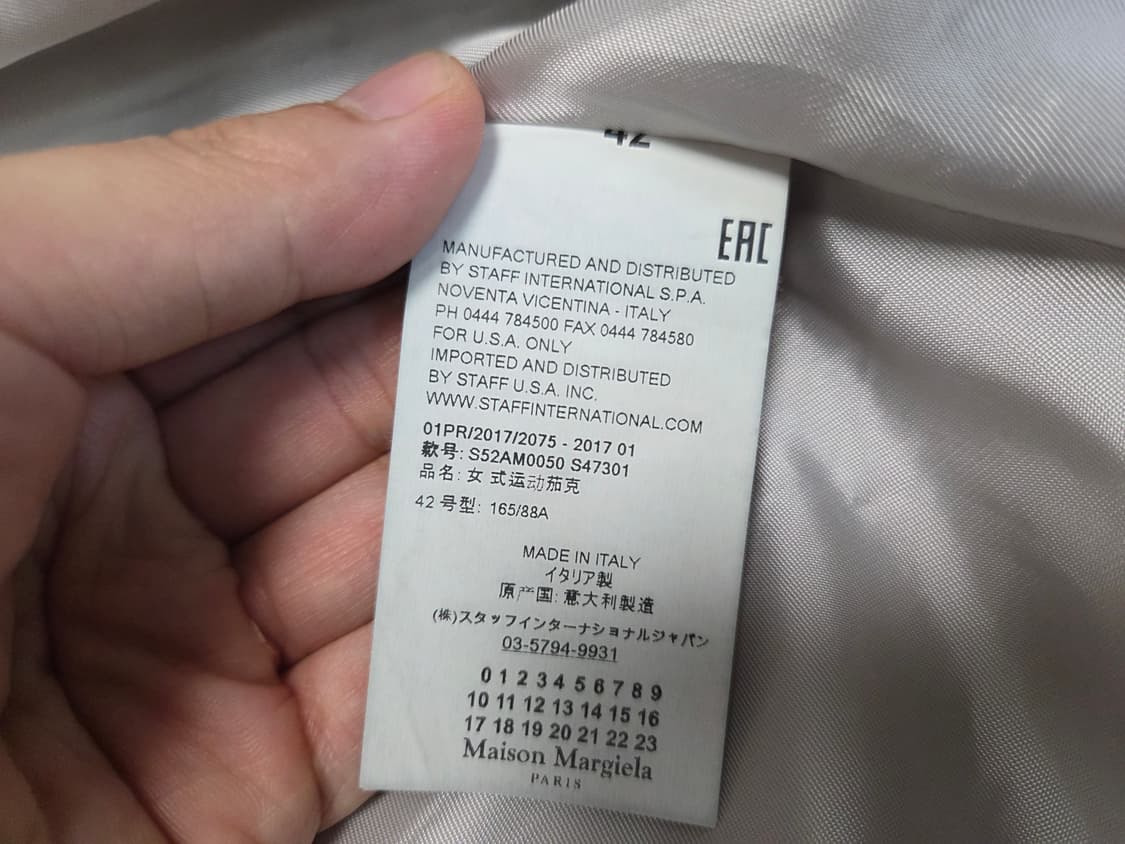 42
EAC
MANUFACTURED AND DISTRIBUTED
BY STAFF INTERNATIONAL S.P.A.
NOVENTA VICENTINA - ITALY
PH 0444 784500 FAX 0444 784580
FOR U.S.A. ONLY
IMPORTED AND DISTRIBUTED
BY STAFF U.S.A. INC.
WWW.STAFFINTERNATIONAL.COM
01PR/2017/2075 - 2017 01
款号: S52AM0050 S47301
品名: 女 式运动茄克
42 号型: 165/88A
MADE IN ITALY
イタリア製
原产国: 意大利製造
(株)スタッフインターナショナルジャパン
03-5794-9931
0 1 2 3 4 5 6 7 8 9
10 11 12 13 14 15 16
17 18 19 20 21 22 23
Maison Margiela
PARIS